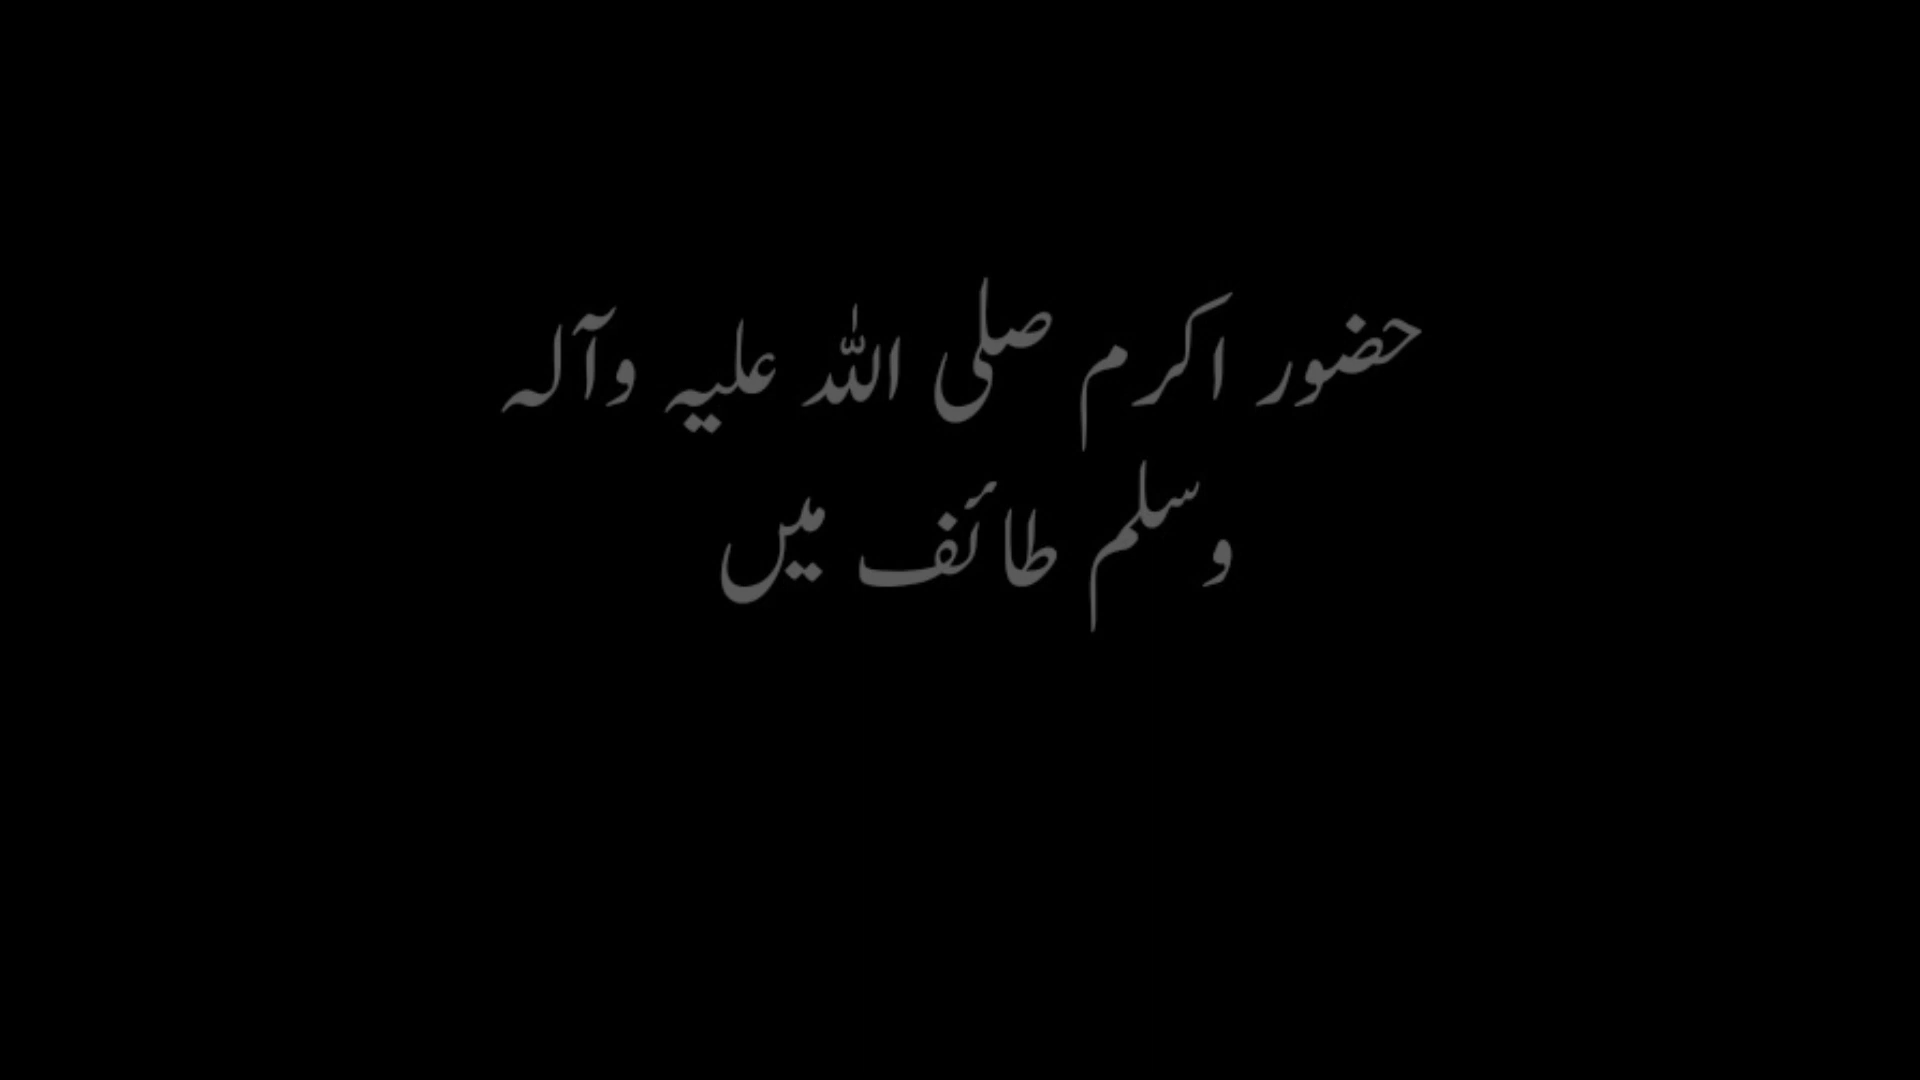 حضور اکرم صلی اللہ علیہ وآلہ
وسلم طائف میں